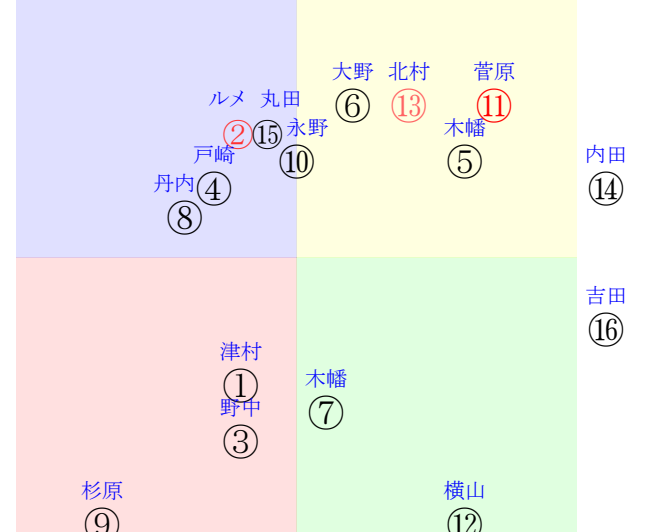 大野 北村 菅原
⑥ ⑬ ⑪
ルメ 丸田 永野 木幡
② ⑮ ⑩ ⑤
戸崎 内田
④ ⑭
丹内
⑧
吉田
⑯
津村
①
木幡
⑦
野中
③
杉原 横山
⑨ ⑫